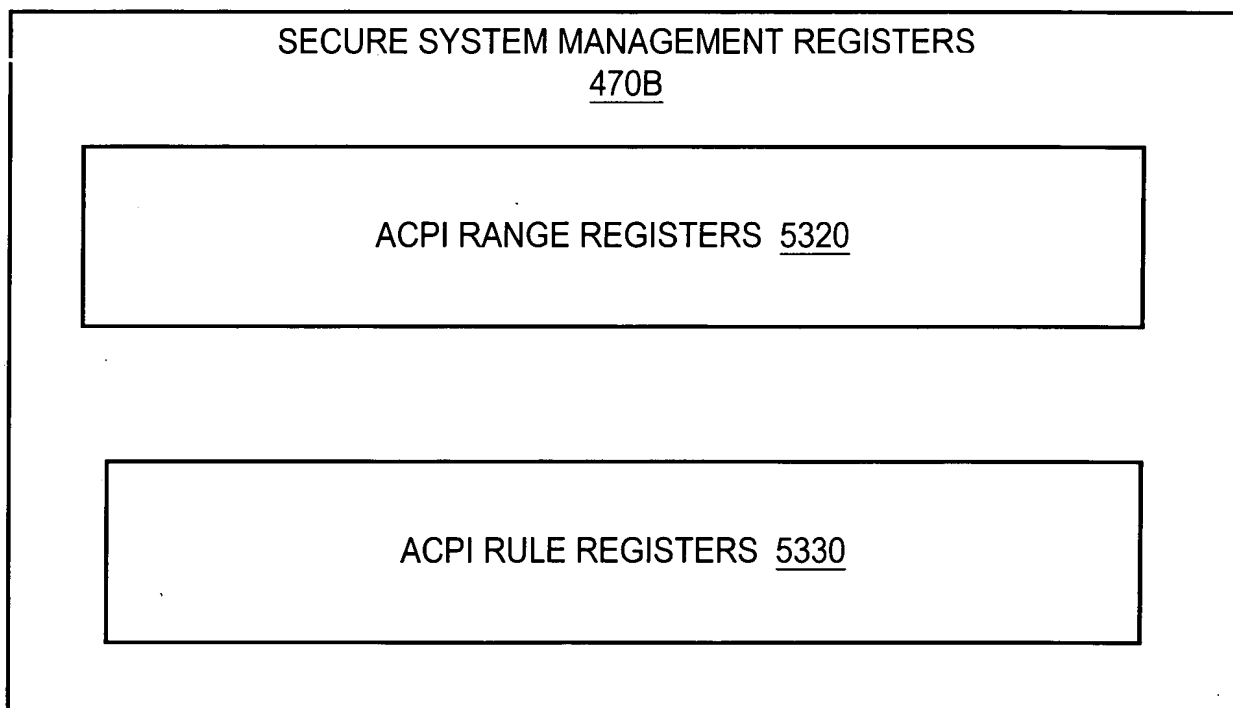 SECURE SYSTEM MANAGEMENT REGISTERS
470B
ACPI RANGE REGISTERS 5320
ACPI RULE REGISTERS 5330